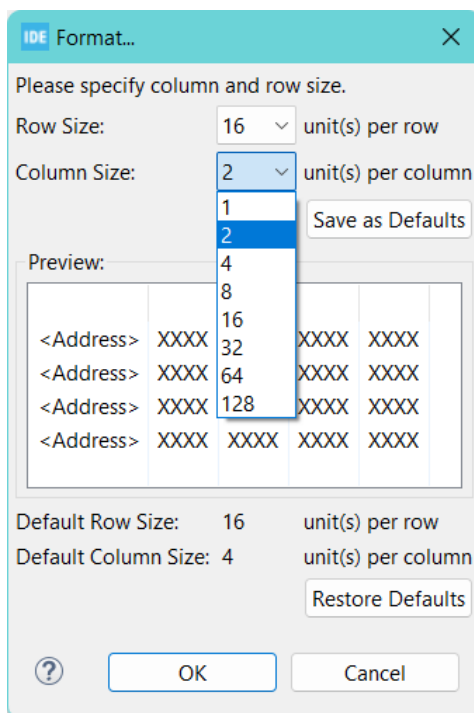 IDE Format...
Please specify column and row size.
Row Size: 16 unit(s) per row
Column Size: 2 unit(s) per column
1
2
4
8
16
32
64
128
Save as Defaults
Preview:
<Address> XXXX XXXX XXXX
<Address> XXXX XXXX XXXX
<Address> XXXX XXXX XXXX
<Address> XXXX XXXX XXXX XXXX
Default Row Size: 16 unit(s) per row
Default Column Size: 4 unit(s) per column
Restore Defaults
? OK Cancel